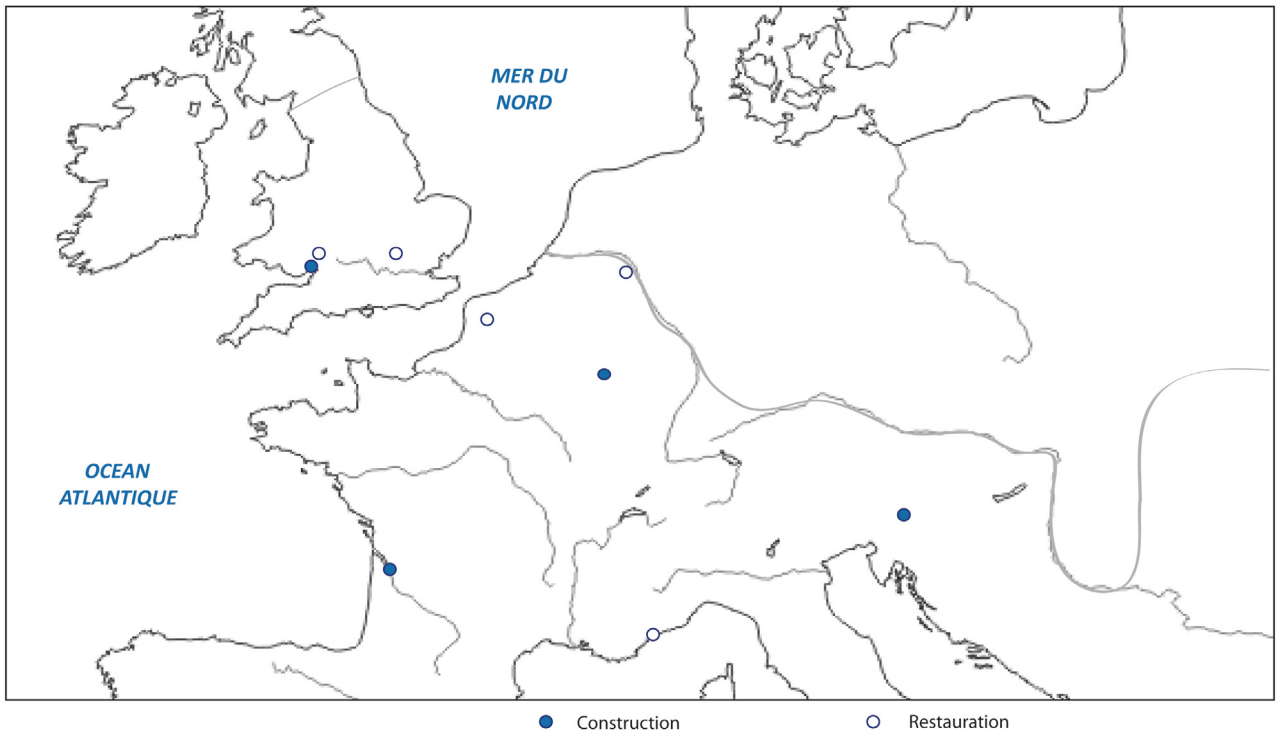 MER DU
NORD
OCEAN
ATLANTIQUE
Construction
Restauration